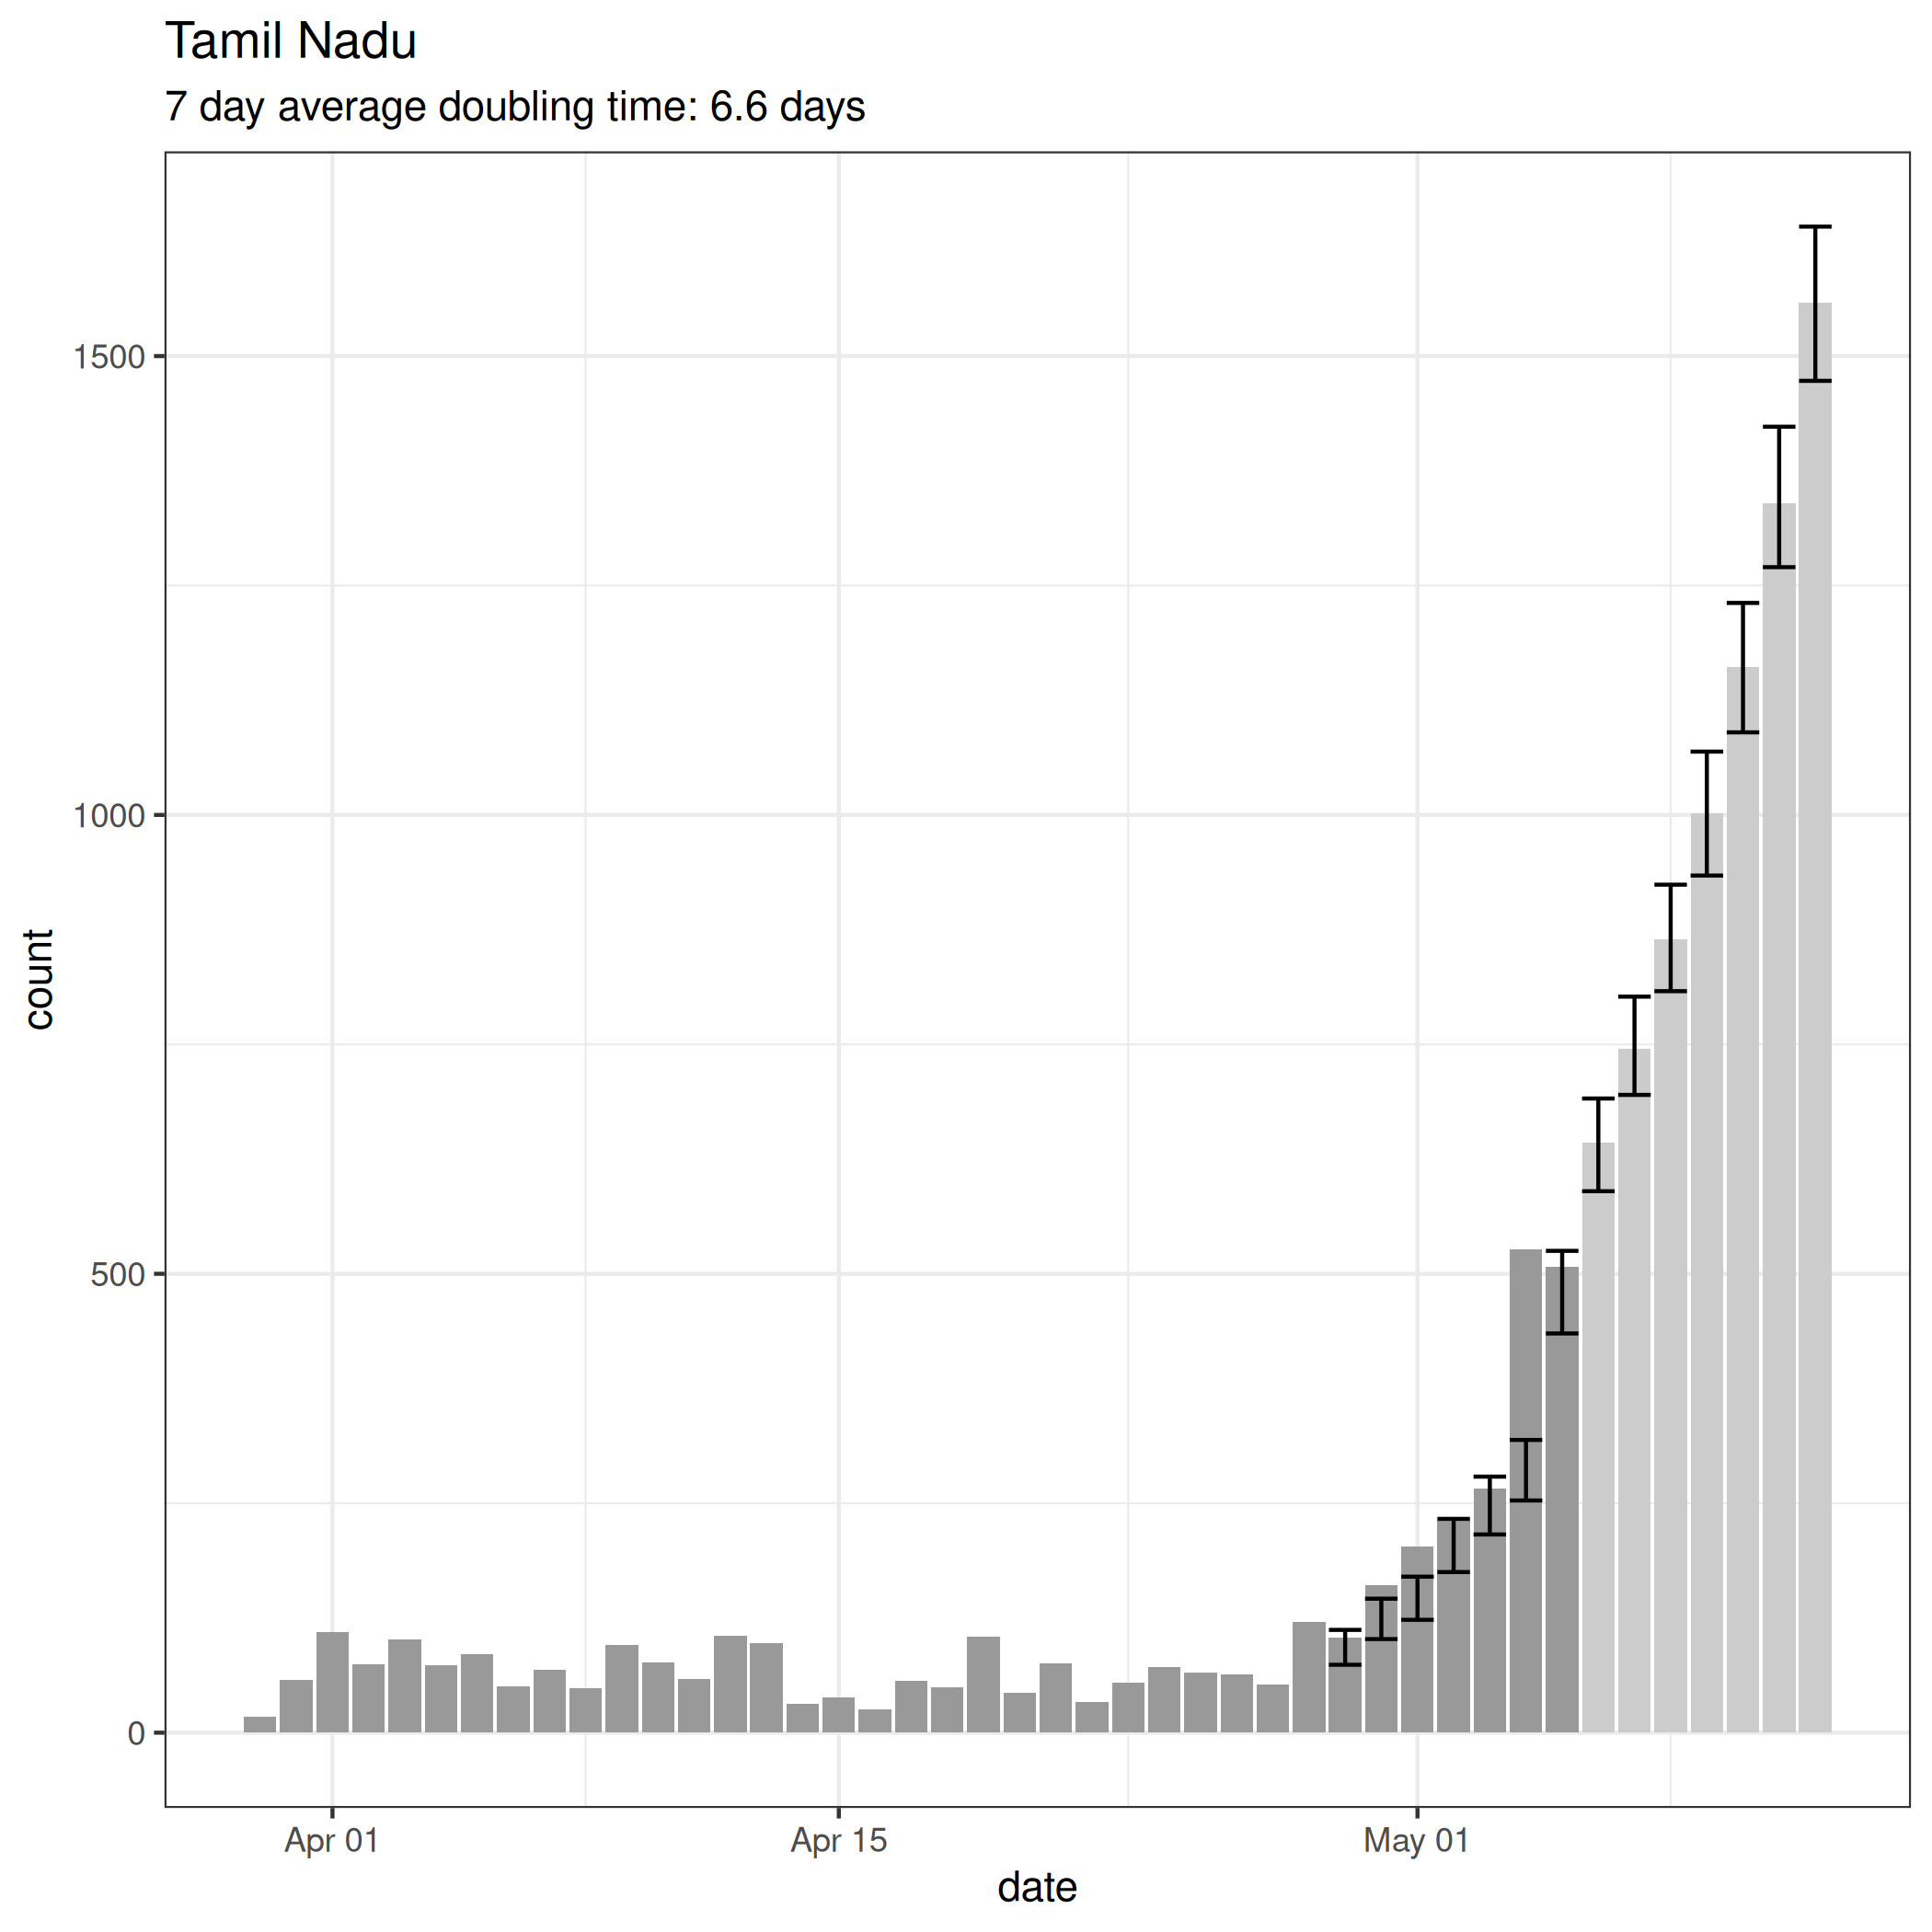 Tamil Nadu
7 day average doubling time: 6.6 days
1500
1000
500
0
count
Apr 01
Apr 15
May 01
date